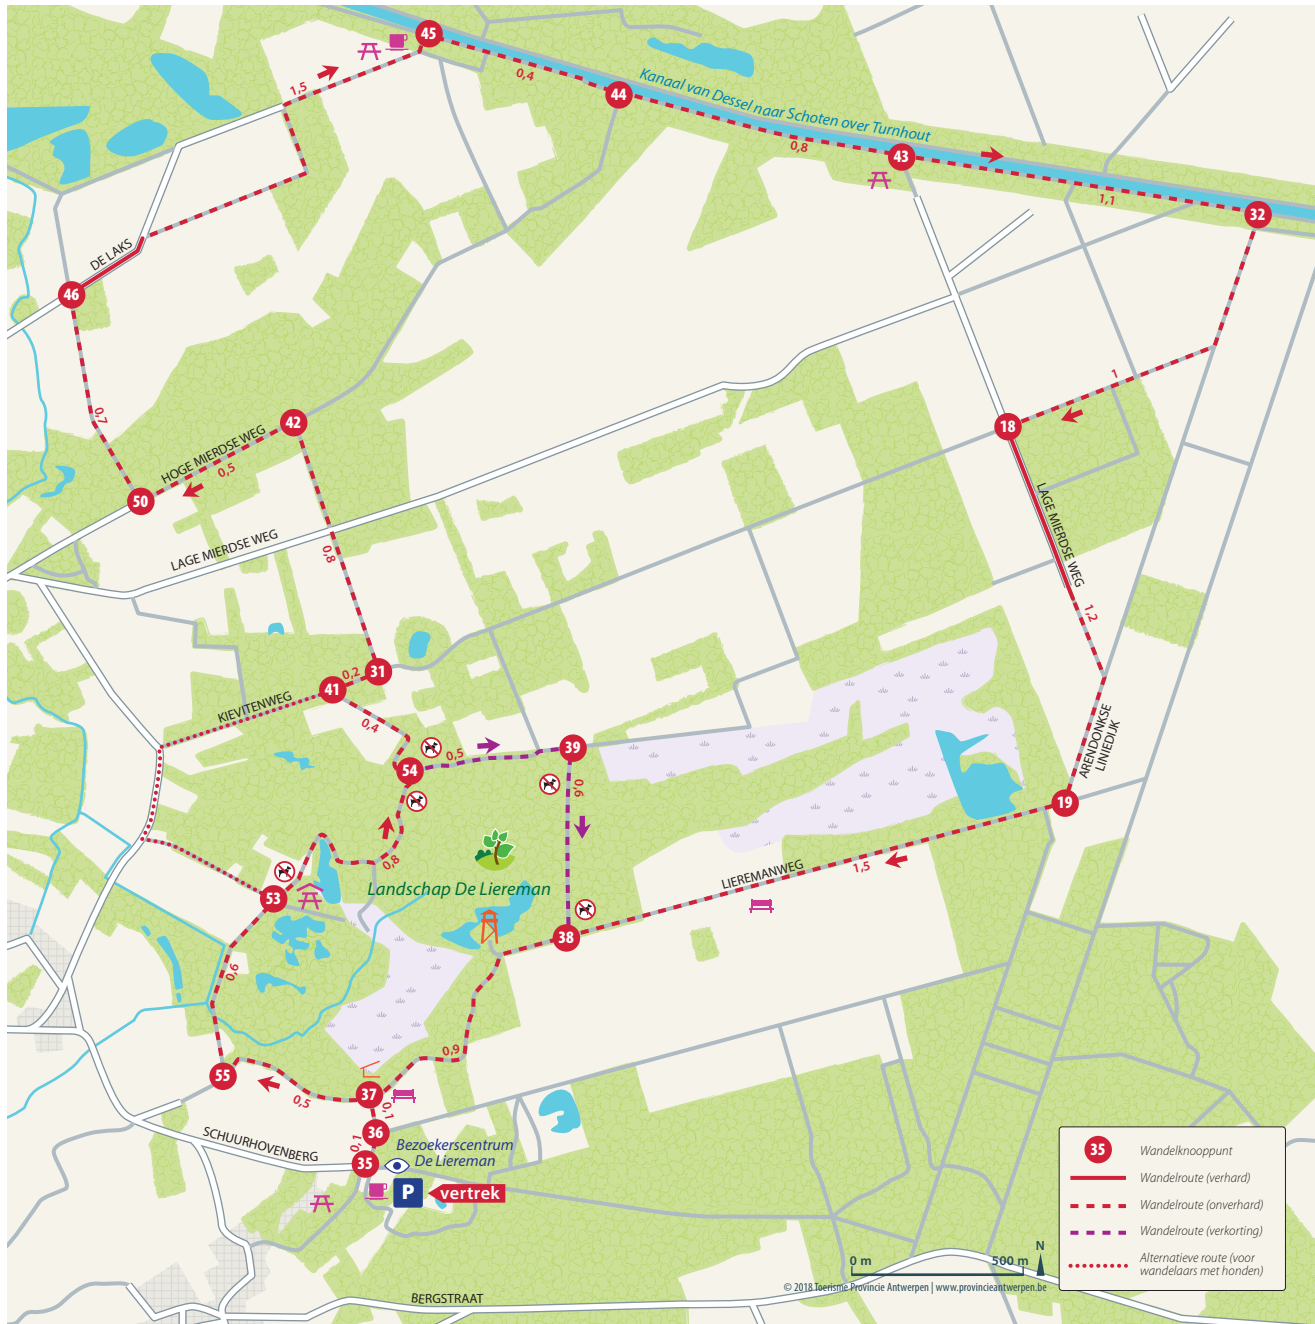 45
1,5
0,4
44
Kanaal van Dessel naar Schoten over Turnhout
0,8
43
1,1
32
DE LAKS
46
0,7
42
HOGE MIERDSE WEG
0,5
50
1
18
LAGE MIERDSE WEG
0,8
LAGE MIERDSE WEG
1,2
31
0,2
41
KIEVITENWEG
0,4
ARENDONKSE
LINIEDIJK
39
0,5
54
0,6
19
0,8
LIEREMANWEG
1,5
Landschap De Liereman
53
38
0,6
0,9
55
37
0,5
0,1
36
SCHUURHOVENBERG
0,1
Bezoekerscentrum
De Liereman
35
P
vertrek
35
Wandelknooppunt
Wandelroute (verhard)
Wandelroute (onverhard)
Wandelroute (verkorting)
Alternatieve route (voor
wandelaars met honden)
N
0 m
500 m
© 2018 Toerisme Provincie Antwerpen | www.provincieantwerpen.be
BERGSTRAAT